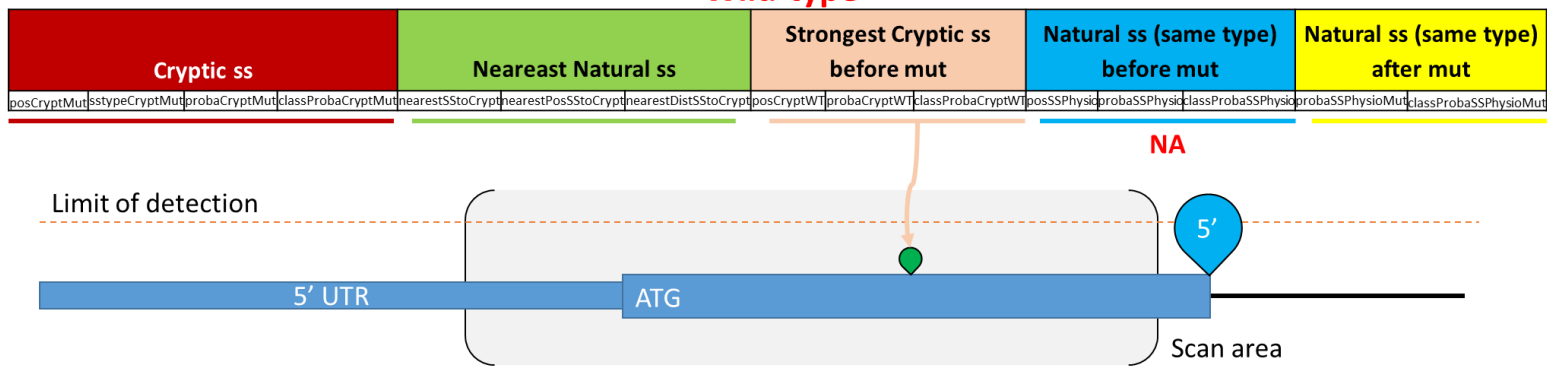 Cryptic ss
Neareast Natural ss
Strongest Cryptic ss
before mut
Natural ss (same type)
before mut
Natural ss (same type)
after mut
posCryptMut sstypeCryptMut probaCryptMut classProbaCryptMut nearestSStoCrypt nearestPosSStoCrypt nearestDistSStoCrypt posCryptWT probaCryptWT classProbaCryptWT posSSPhysio probaSSPhysio classProbaSSPhysio probaSSPhysioMut classProbaSSPhysioMut
NA
Limit of detection
5’
5’ UTR
ATG
Scan area